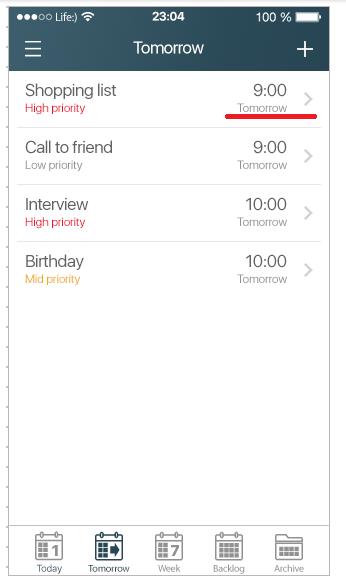 Life:) 23:04 100 %
Tomorrow
Shopping list 9:00
High priority Tomorrow
Call to friend 9:00
Low priority Tomorrow
Interview 10:00
High priority Tomorrow
Birthday 10:00
Mid priority Tomorrow
1 7
Today Tomorrow Week Backlog Archive